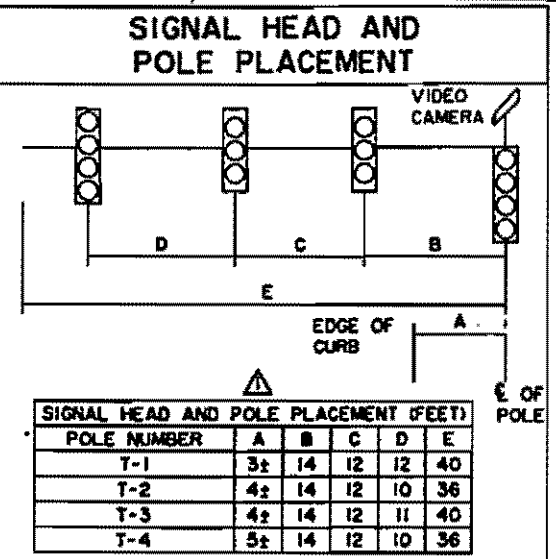 SIGNAL HEAD AND
POLE PLACEMENT
VIDEO
CAMERA
D C B
E
EDGE OF
CURB
A
℄ OF
POLE
1
SIGNAL HEAD AND POLE PLACEMENT (FEET)
POLE NUMBER A B C D E
T-1 3± 14 12 12 40
T-2 4± 14 12 10 36
T-3 4± 14 12 11 40
T-4 5± 14 12 10 36